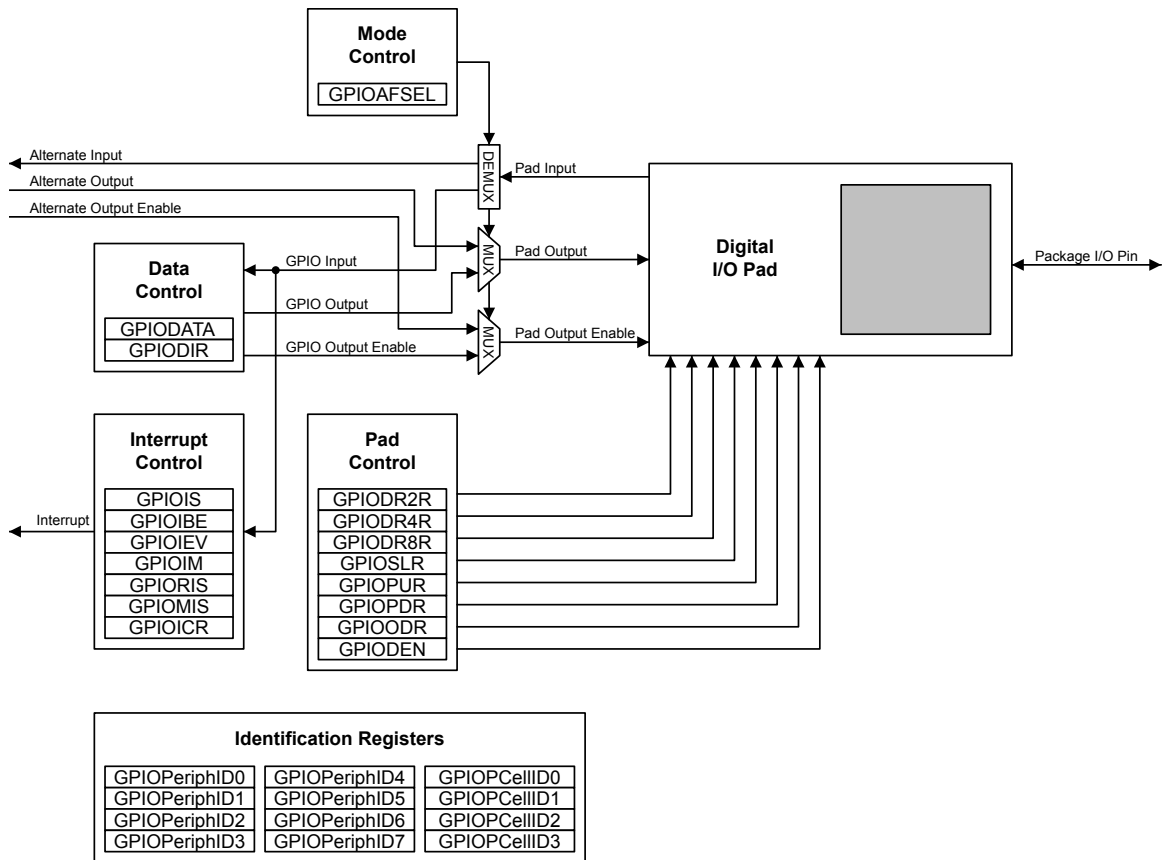 Mode
Control
GPIOAFSEL
Alternate Input
Alternate Output
Alternate Output Enable
DEMUX
Pad Input
MUX
Pad Output
MUX
Pad Output Enable
Digital
I/O Pad
Package I/O Pin
Data
Control
GPIODATA
GPIODIR
GPIO Input
GPIO Output
GPIO Output Enable
Interrupt
Control
GPIOIS
GPIOIBE
GPIOIEV
GPIOIM
GPIORIS
GPIOMIS
GPIOICR
Interrupt
Pad
Control
GPIODR2R
GPIODR4R
GPIODR8R
GPIOSLR
GPIOPUR
GPIOPDR
GPIOODR
GPIODEN
Identification Registers
GPIOPeriphID0
GPIOPeriphID1
GPIOPeriphID2
GPIOPeriphID3
GPIOPeriphID4
GPIOPeriphID5
GPIOPeriphID6
GPIOPeriphID7
GPIOPCellID0
GPIOPCellID1
GPIOPCellID2
GPIOPCellID3